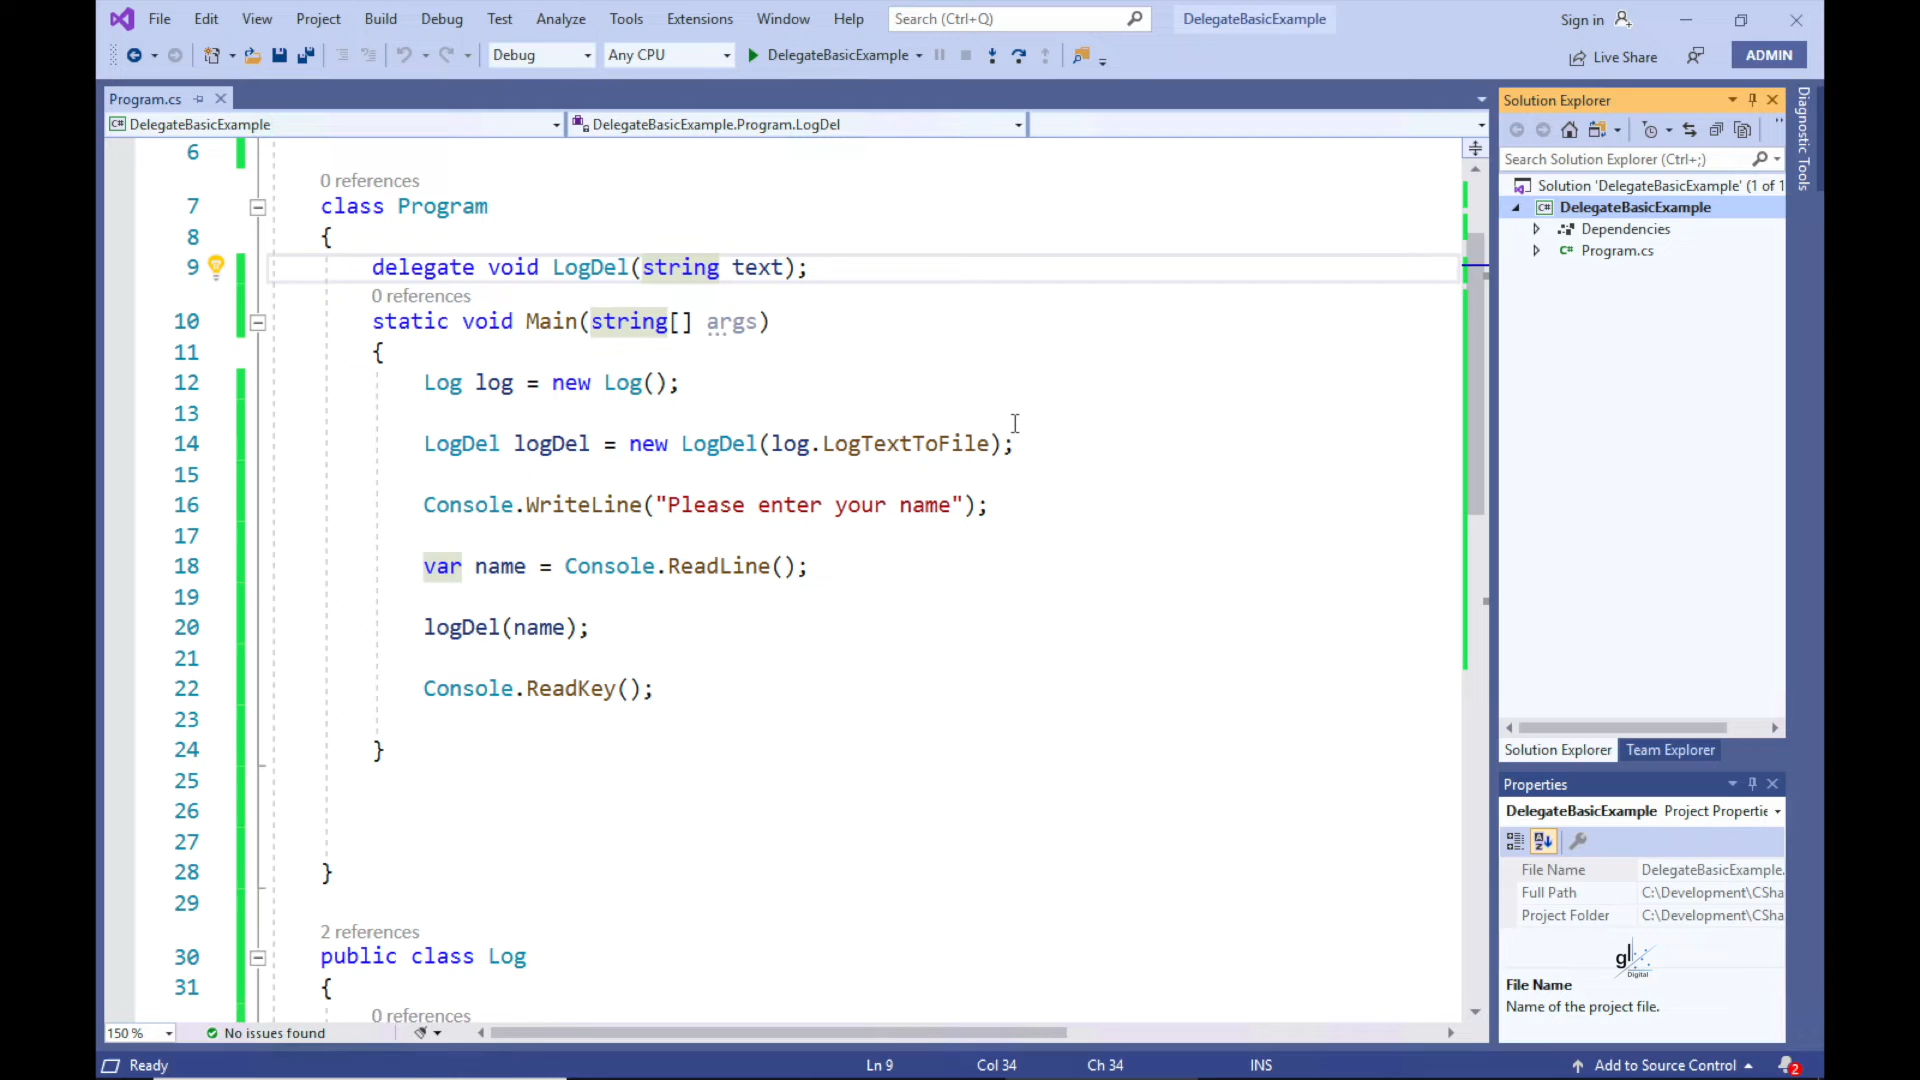 File Edit View Project Build Debug Test Analyze Tools Extensions Window Help Search (Ctrl+Q) DelegateBasicExample Sign in
Debug Any CPU DelegateBasicExample Live Share ADMIN
Program.cs
DelegateBasicExample DelegateBasicExample.Program.LogDel
6
0 references
7 class Program
8 {
9 delegate void LogDel(string text);
0 references
10 static void Main(string[] args)
11 {
12 Log log = new Log();
13
14 LogDel logDel = new LogDel(log.LogTextToFile);
15
16 Console.WriteLine("Please enter your name");
17
18 var name = Console.ReadLine();
19
20 logDel(name);
21
22 Console.ReadKey();
23
24 }
25
26
27
28 }
29
2 references
30 public class Log
31 {
0 references
150 % No issues found
Solution Explorer
Search Solution Explorer (Ctrl+;)
Solution 'DelegateBasicExample' (1 of 1
C# DelegateBasicExample
Dependencies
C# Program.cs
Solution Explorer Team Explorer
Properties
DelegateBasicExample Project Propertie
File Name DelegateBasicExample.
Full Path C:\Development\CSha
Project Folder C:\Development\CSha
gl
Digital
File Name
Name of the project file.
Diagnostic Tools
Ready Ln 9 Col 34 Ch 34 INS Add to Source Control 2